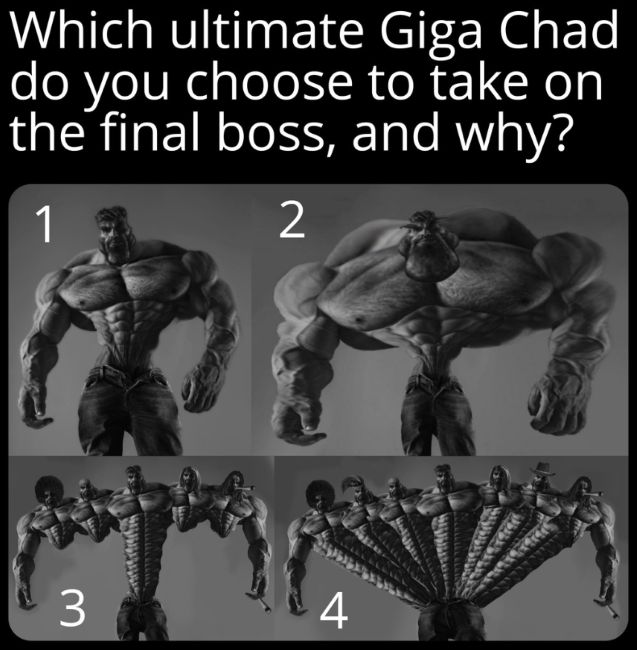 Which ultimate Giga Chad
do you choose to take on
the final boss, and why?
1
2
3
4